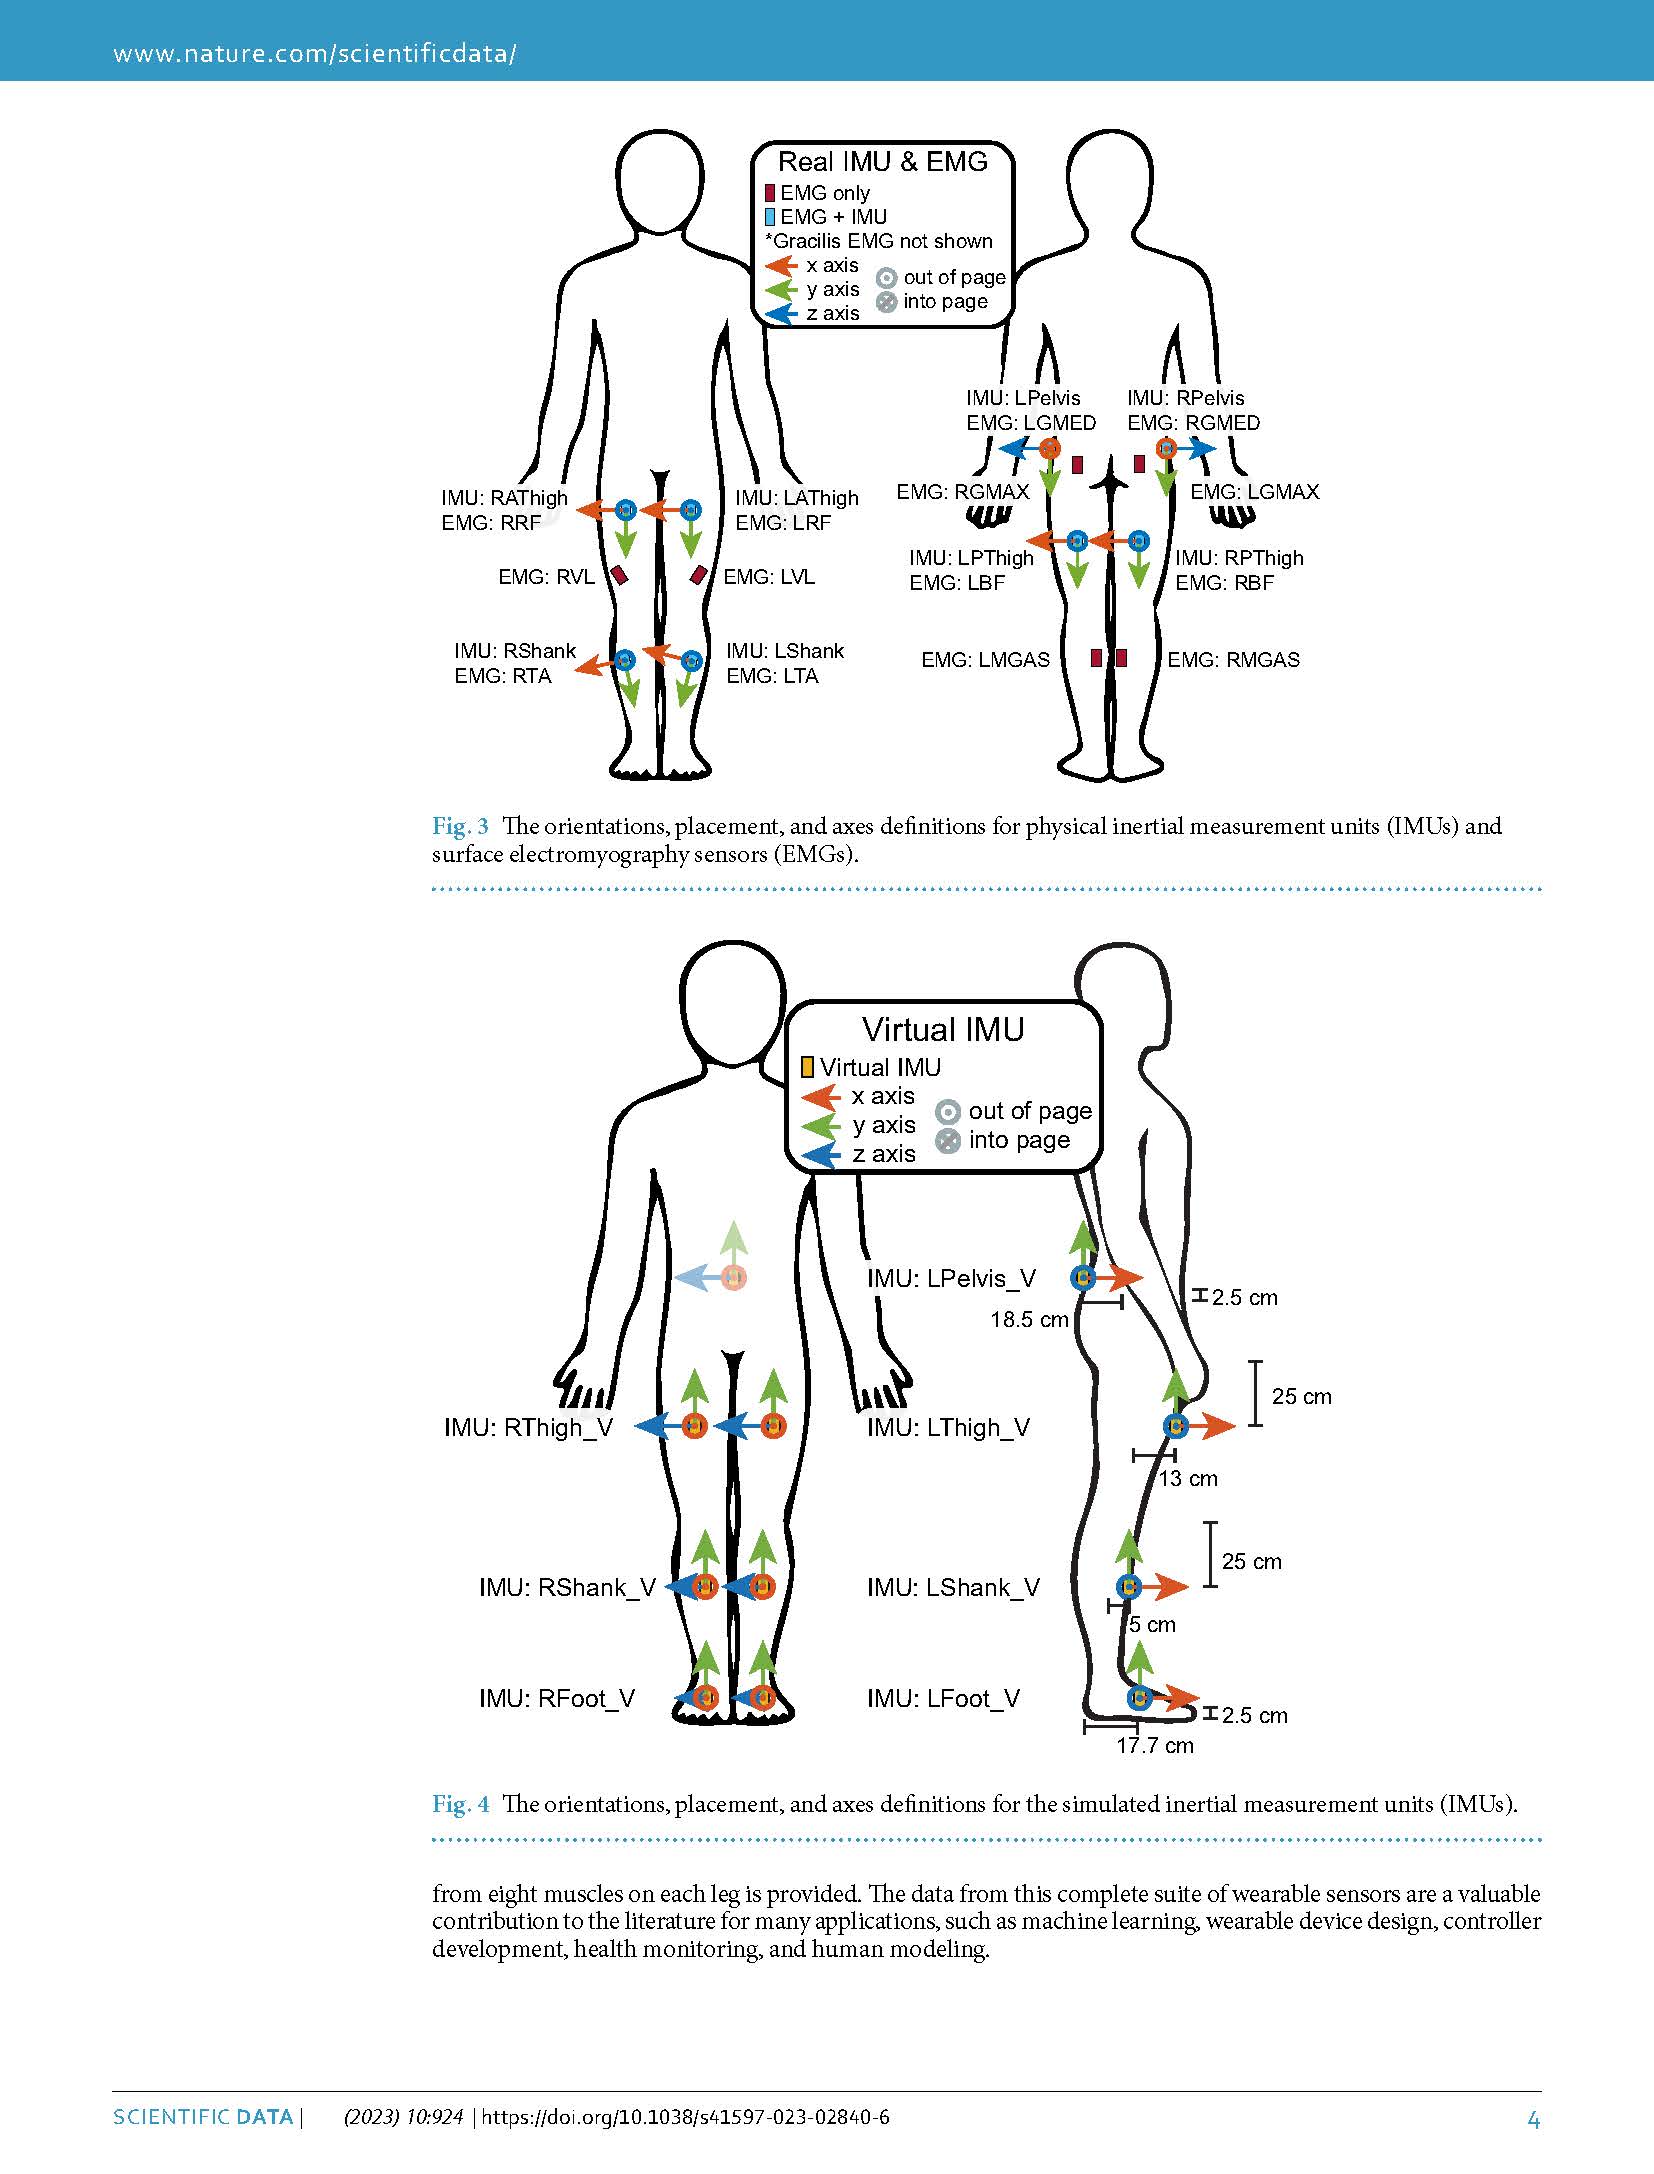 www.nature.com/scientificdata/
Real IMU & EMG
EMG only
EMG + IMU
*Gracilis EMG not shown
x axis
y axis
z axis
out of page
into page
IMU: LPelvis
EMG: LGMED
IMU: RPelvis
EMG: RGMED
IMU: RAThigh
EMG: RRF
IMU: LAThigh
EMG: LRF
EMG: RGMAX
EMG: LGMAX
EMG: RVL
EMG: LVL
IMU: LPThigh
EMG: LBF
IMU: RPThigh
EMG: RBF
IMU: RShank
EMG: RTA
IMU: LShank
EMG: LTA
EMG: LMGAS
EMG: RMGAS
Fig. 3 The orientations, placement, and axes definitions for physical inertial measurement units (IMUs) and
surface electromyography sensors (EMGs).
Virtual IMU
Virtual IMU
x axis
y axis
z axis
out of page
into page
IMU: LPelvis_V
18.5 cm
2.5 cm
25 cm
IMU: RThigh_V
IMU: LThigh_V
13 cm
25 cm
IMU: RShank_V
IMU: LShank_V
5 cm
IMU: RFoot_V
IMU: LFoot_V
2.5 cm
17.7 cm
Fig. 4 The orientations, placement, and axes definitions for the simulated inertial measurement units (IMUs).
from eight muscles on each leg is provided. The data from this complete suite of wearable sensors are a valuable
contribution to the literature for many applications, such as machine learning, wearable device design, controller
development, health monitoring, and human modeling.
SCIENTIFIC DATA | (2023) 10:924 | https://doi.org/10.1038/s41597-023-02840-6
4